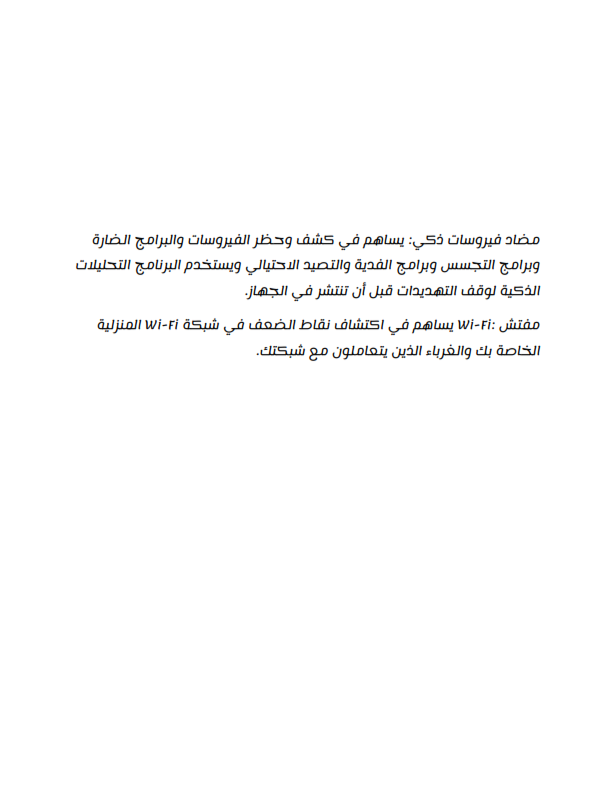 مضاد فيروسات ذكي: يساهم في كشف وحظر الفيروسات والبرامج الضارة
وبرامج التجسس وبرامج الفدية والتصيد الاحتيالي ويستخدم البرنامج التحليلات
الذكية لوقف التهديدات قبل أن تنتشر في الجهاز.
مفتش :Wi-Fi يساهم في اكتشاف نقاط الضعف في شبكة Wi-Fi المنزلية
الخاصة بك والغرباء الذين يتعاملون مع شبكتك.